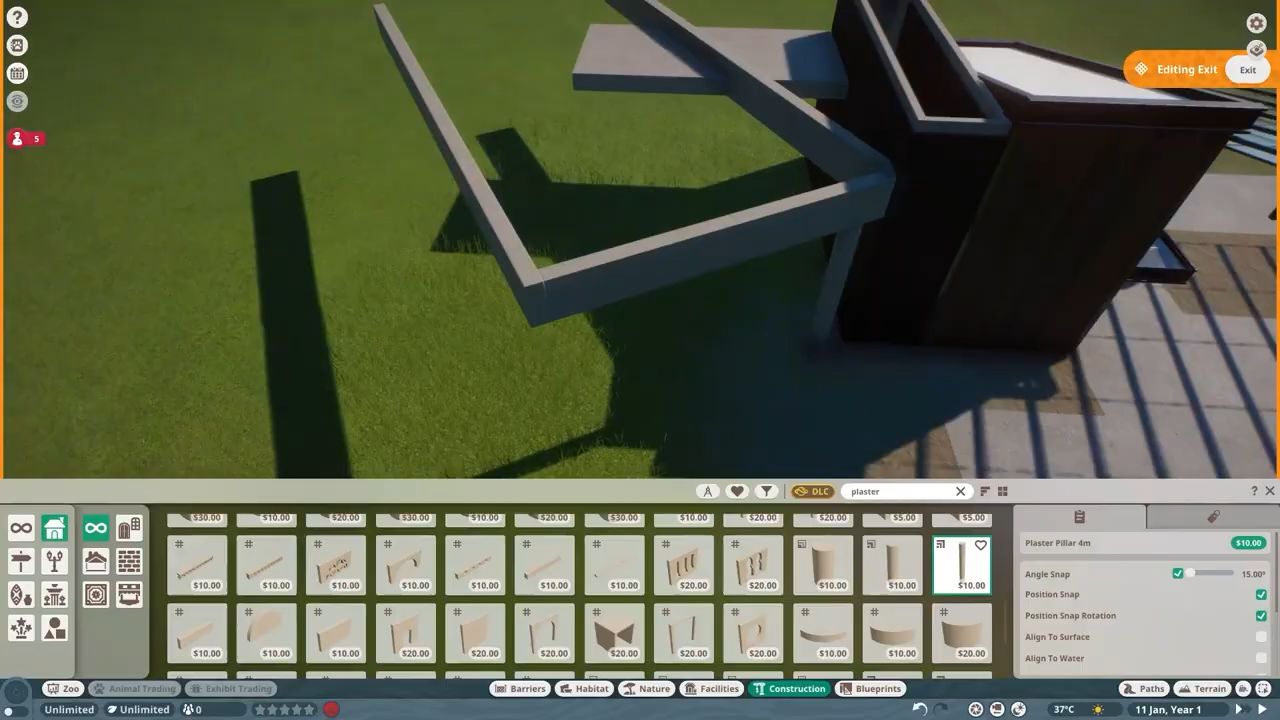 ?
Editing Exit
Exit
5
DLC
plaster
?
$30.00 $10.00 $20.00 $30.00 $10.00 $20.00 $30.00 $10.00 $20.00 $20.00 $5.00 $5.00
$10.00 $10.00 $10.00 $10.00 $10.00 $10.00 $10.00 $20.00 $20.00 $10.00 $10.00 $10.00
$10.00 $10.00 $10.00 $20.00 $20.00 $20.00 $20.00 $20.00 $20.00 $10.00 $10.00 $20.00
Plaster Pillar 4m
$10.00
Angle Snap
15.00°
Position Snap
Position Snap Rotation
Align To Surface
Align To Water
Zoo
Animal Trading
Exhibit Trading
Barriers
Habitat
Nature
Facilities
Construction
Blueprints
Paths
Terrain
Unlimited
Unlimited
0
37°C
11 Jan, Year 1